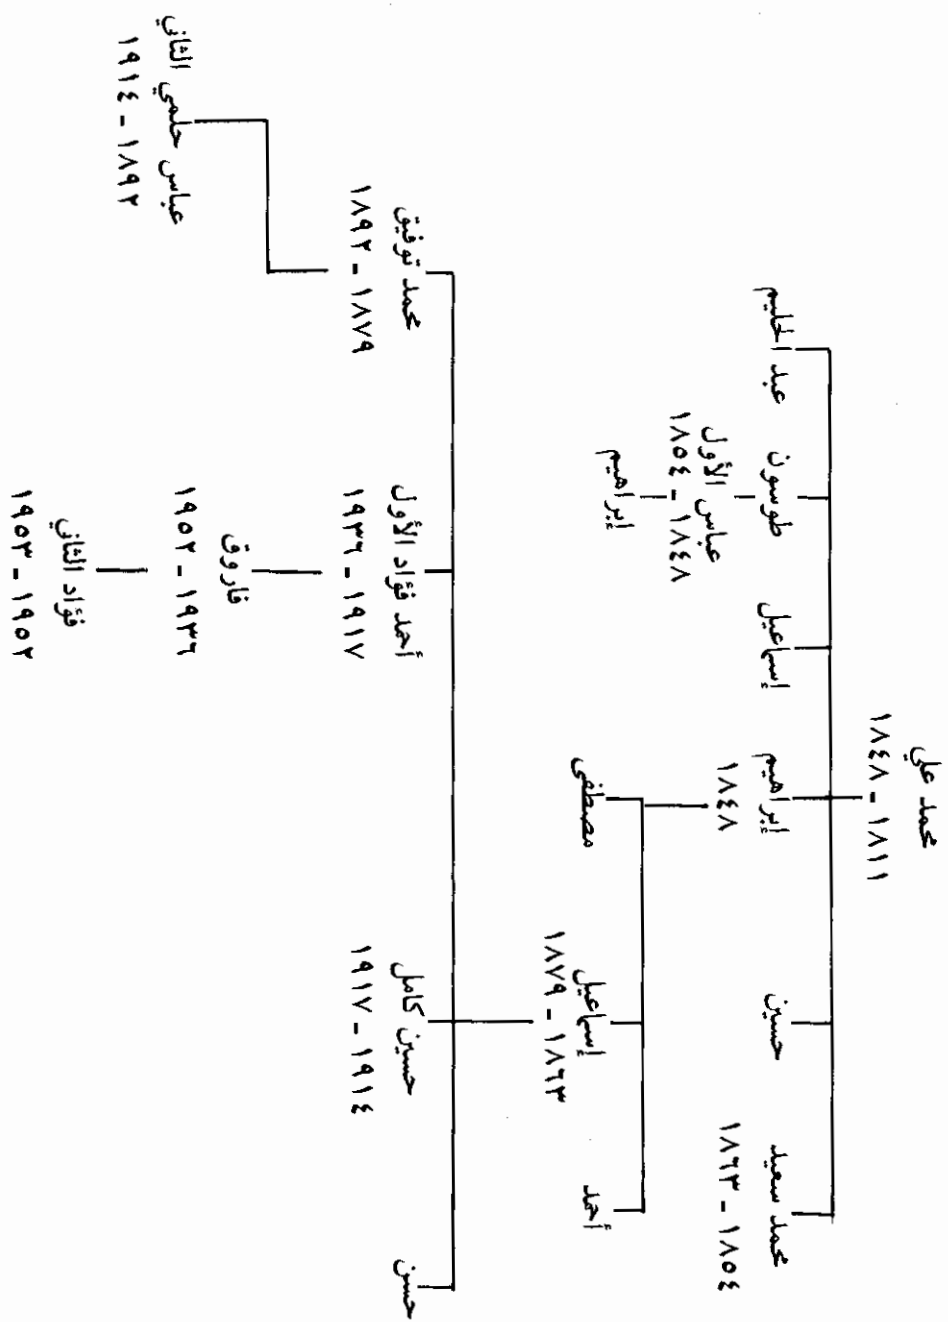 محمد علي
١٨١١ - ١٨٤٨
محمد سعيد
١٨٥٤ - ١٨٦٣
حسين
إبراهيم
١٨٤٨
إسماعيل
طوسون
عبد الحليم
عباس الأول
١٨٤٨ - ١٨٥٤
إبراهيم
أحمد
إسماعيل
١٨٦٣ - ١٨٧٩
مصطفى
حسن
حسين كامل
١٩١٤ - ١٩١٧
أحمد فؤاد الأول
١٩١٧ - ١٩٣٦
محمد توفيق
١٨٧٩ - ١٨٩٢
فاروق
١٩٣٦ - ١٩٥٢
عباس حلمي الثاني
١٨٩٢ - ١٩١٤
فؤاد الثاني
١٩٥٢ - ١٩٥٣